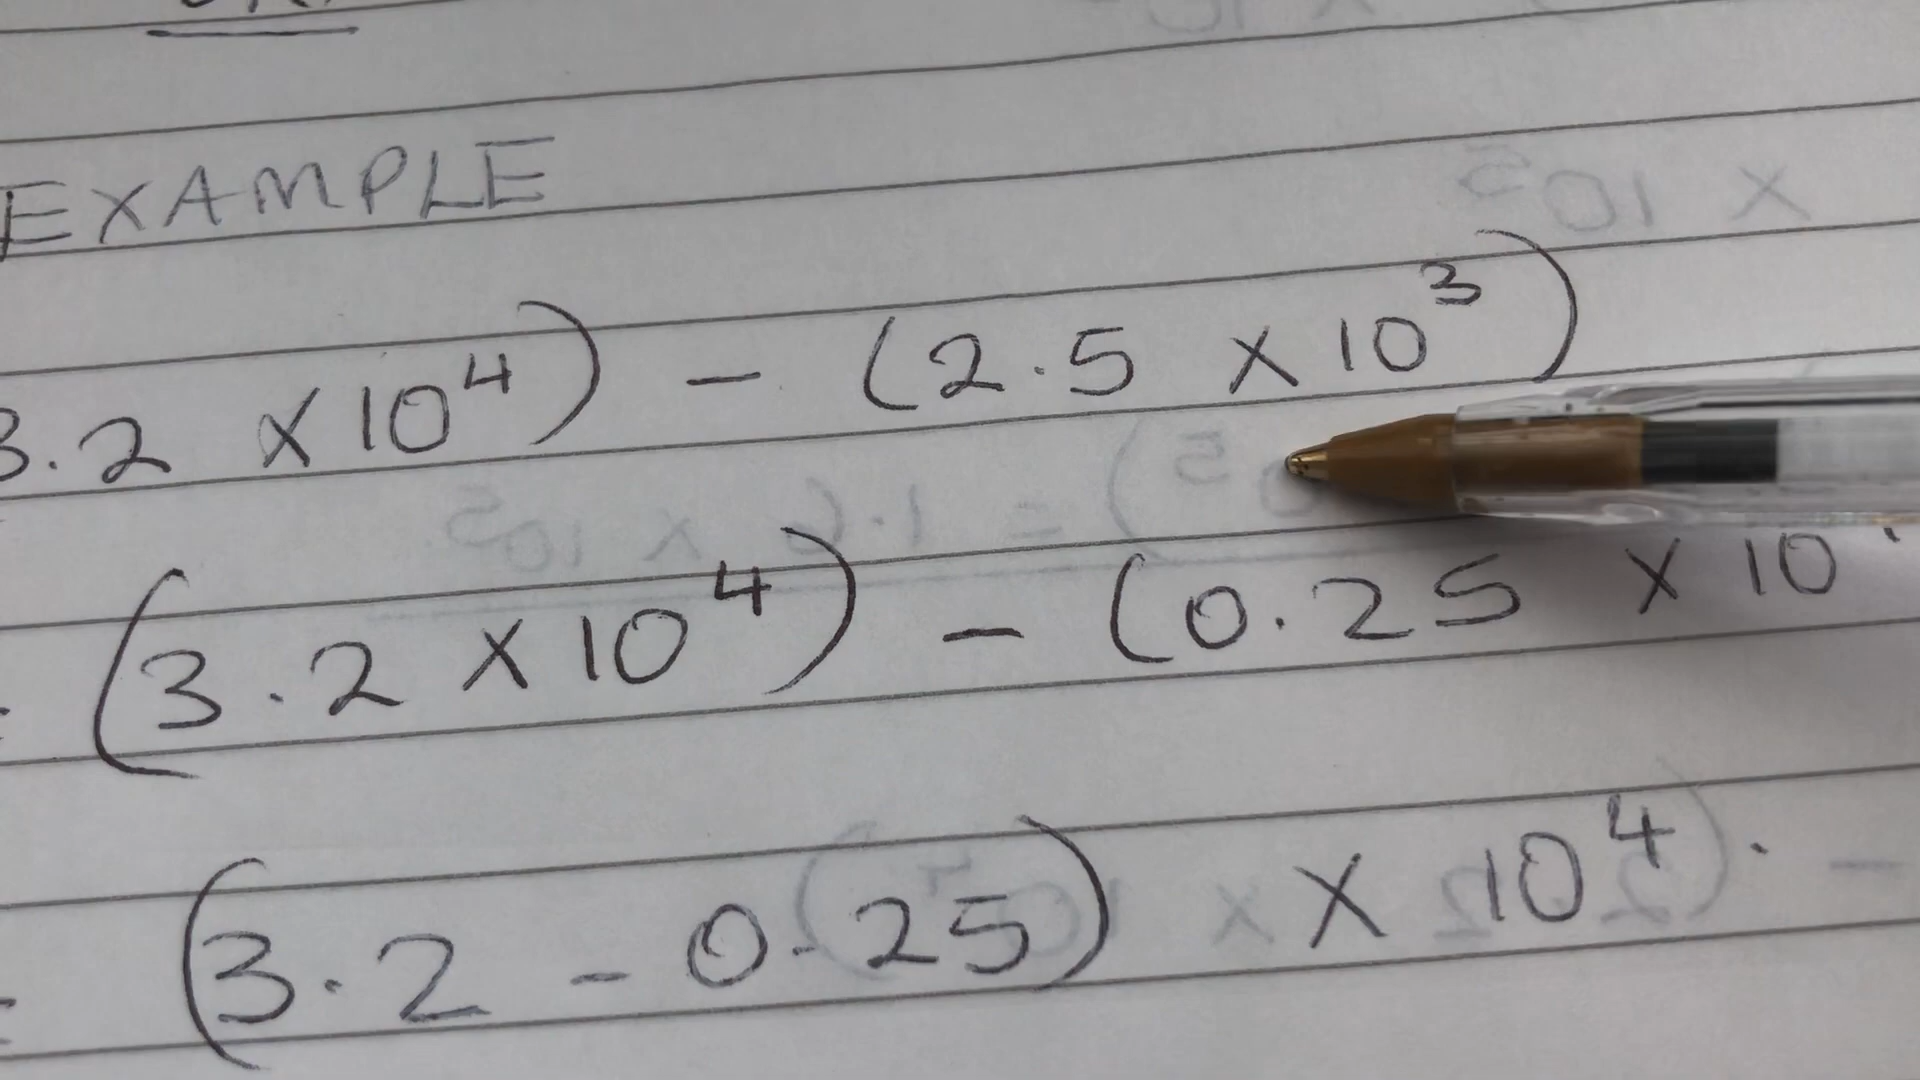 EXAMPLE
3.2 × 10⁴) − (2.5 × 10³)
= (3.2 × 10⁴) − (0.25 × 10
= (3.2 − 0.25) × 10⁴.